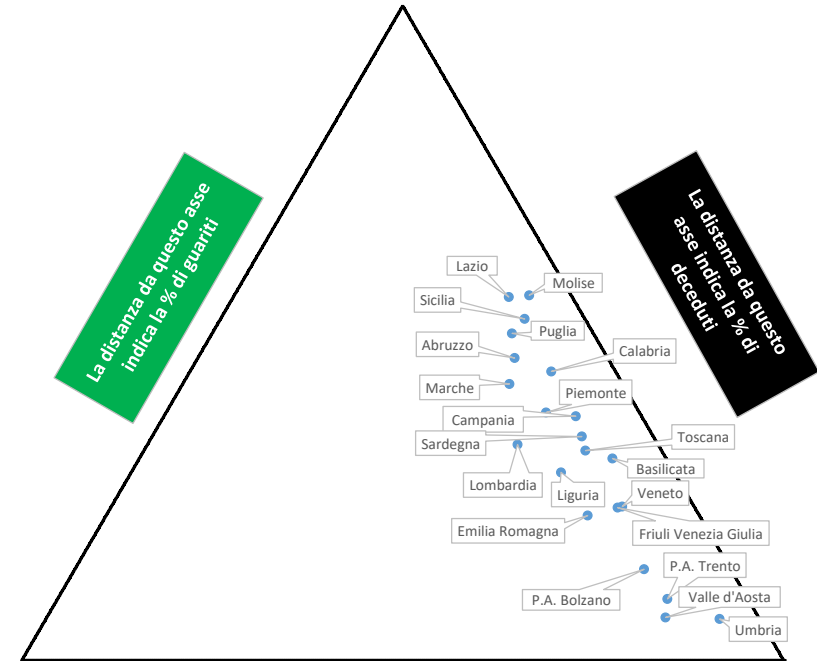 La distanza da questo asse
indica la % di guariti
La distanza da questo
asse indica la % di
deceduti
Lazio
Molise
Sicilia
Puglia
Abruzzo
Calabria
Marche
Piemonte
Campania
Sardegna
Toscana
Basilicata
Lombardia
Liguria
Veneto
Emilia Romagna
Friuli Venezia Giulia
P.A. Trento
P.A. Bolzano
Valle d'Aosta
Umbria